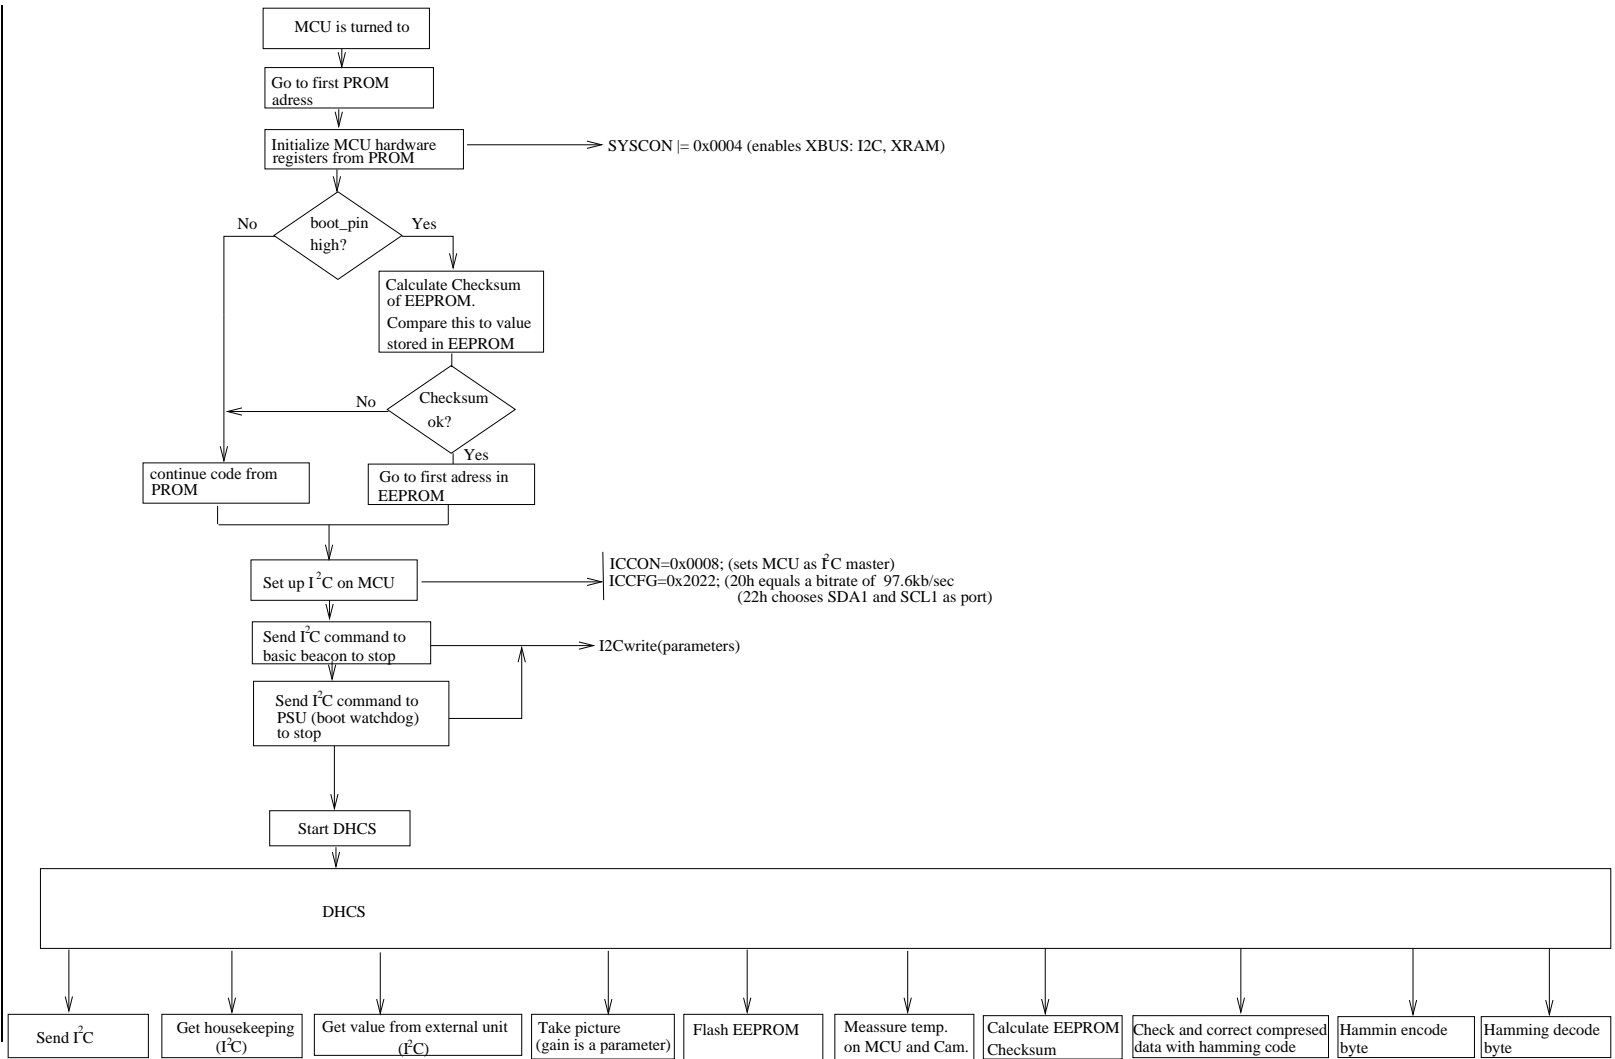 MCU is turned to
Go to first PROM
adress
Initialize MCU hardware
registers from PROM
SYSCON |= 0x0004 (enables XBUS: I2C, XRAM)
No
boot_pin
high?
Yes
Calculate Checksum
of EEPROM.
Compare this to value
stored in EEPROM
No
Checksum
ok?
Yes
continue code from
PROM
Go to first adress in
EEPROM
Set up I²C on MCU
ICCON=0x0008; (sets MCU as I²C master)
ICCFG=0x2022; (20h equals a bitrate of 97.6kb/sec
(22h chooses SDA1 and SCL1 as port)
Send I²C command to
basic beacon to stop
I2Cwrite(parameters)
Send I²C command to
PSU (boot watchdog)
to stop
Start DHCS
DHCS
Send I²C
Get housekeeping
(I²C)
Get value from external unit
(I²C)
Take picture
(gain is a parameter)
Flash EEPROM
Meassure temp.
on MCU and Cam.
Calculate EEPROM
Checksum
Check and correct compresed
data with hamming code
Hammin encode
byte
Hamming decode
byte